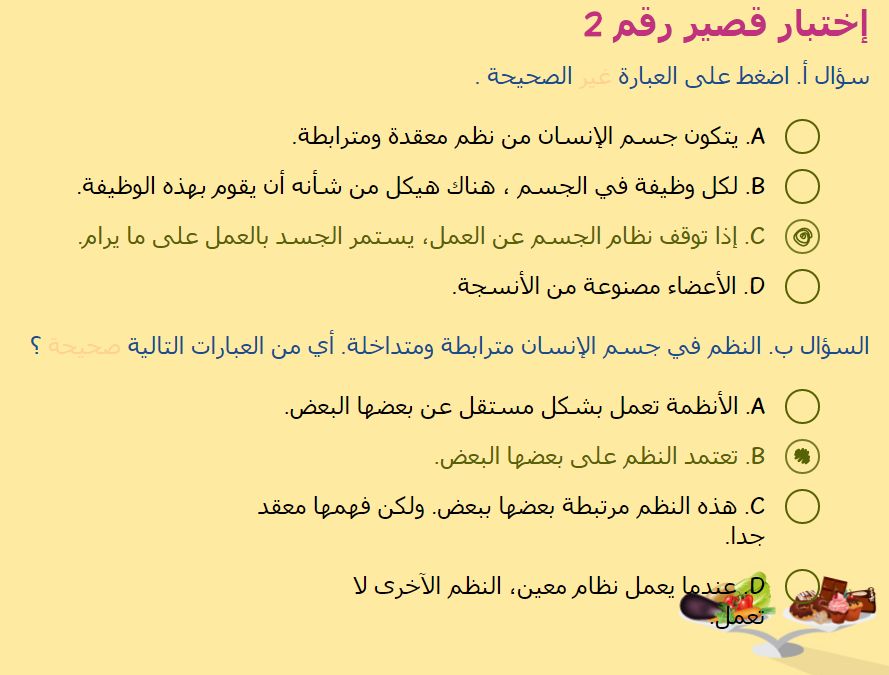 إختبار قصير رقم 2
سؤال أ. اضغط على العبارة غير الصحيحة .
A. يتكون جسم الإنسان من نظم معقدة ومترابطة.
B. لكل وظيفة في الجسم ، هناك هيكل من شأنه أن يقوم بهذه الوظيفة.
C. إذا توقف نظام الجسم عن العمل، يستمر الجسد بالعمل على ما يرام.
D. الأعضاء مصنوعة من الأنسجة.
السؤال ب. النظم في جسم الإنسان مترابطة ومتداخلة. أي من العبارات التالية صحيحة ؟
A. الأنظمة تعمل بشكل مستقل عن بعضها البعض.
B. تعتمد النظم على بعضها البعض.
C. هذه النظم مرتبطة بعضها ببعض. ولكن فهمها معقد
جدا.
D. عندما يعمل نظام معين، النظم الآخرى لا
تعمل.